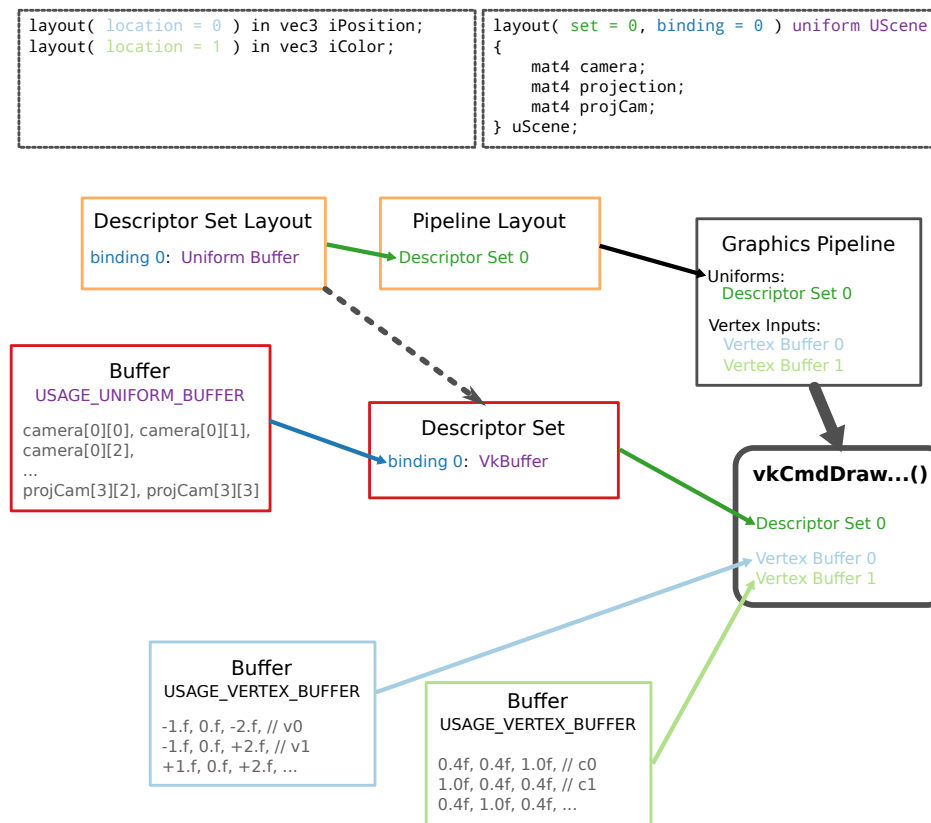 layout( location = 0 ) in vec3 iPosition;
layout( location = 1 ) in vec3 iColor;
layout( set = 0, binding = 0 ) uniform UScene
{
    mat4 camera;
    mat4 projection;
    mat4 projCam;
} uScene;
Descriptor Set Layout
binding 0: Uniform Buffer
Pipeline Layout
Descriptor Set 0
Graphics Pipeline
Uniforms:
Descriptor Set 0
Vertex Inputs:
Vertex Buffer 0
Vertex Buffer 1
Buffer
USAGE_UNIFORM_BUFFER
camera[0][0], camera[0][1],
camera[0][2],
...
projCam[3][2], projCam[3][3]
Descriptor Set
binding 0: VkBuffer
vkCmdDraw...()
Descriptor Set 0
Vertex Buffer 0
Vertex Buffer 1
Buffer
USAGE_VERTEX_BUFFER
-1.f, 0.f, -2.f, // v0
-1.f, 0.f, +2.f, // v1
+1.f, 0.f, +2.f, ...
Buffer
USAGE_VERTEX_BUFFER
0.4f, 0.4f, 1.0f, // c0
1.0f, 0.4f, 0.4f, // c1
0.4f, 1.0f, 0.4f, ...